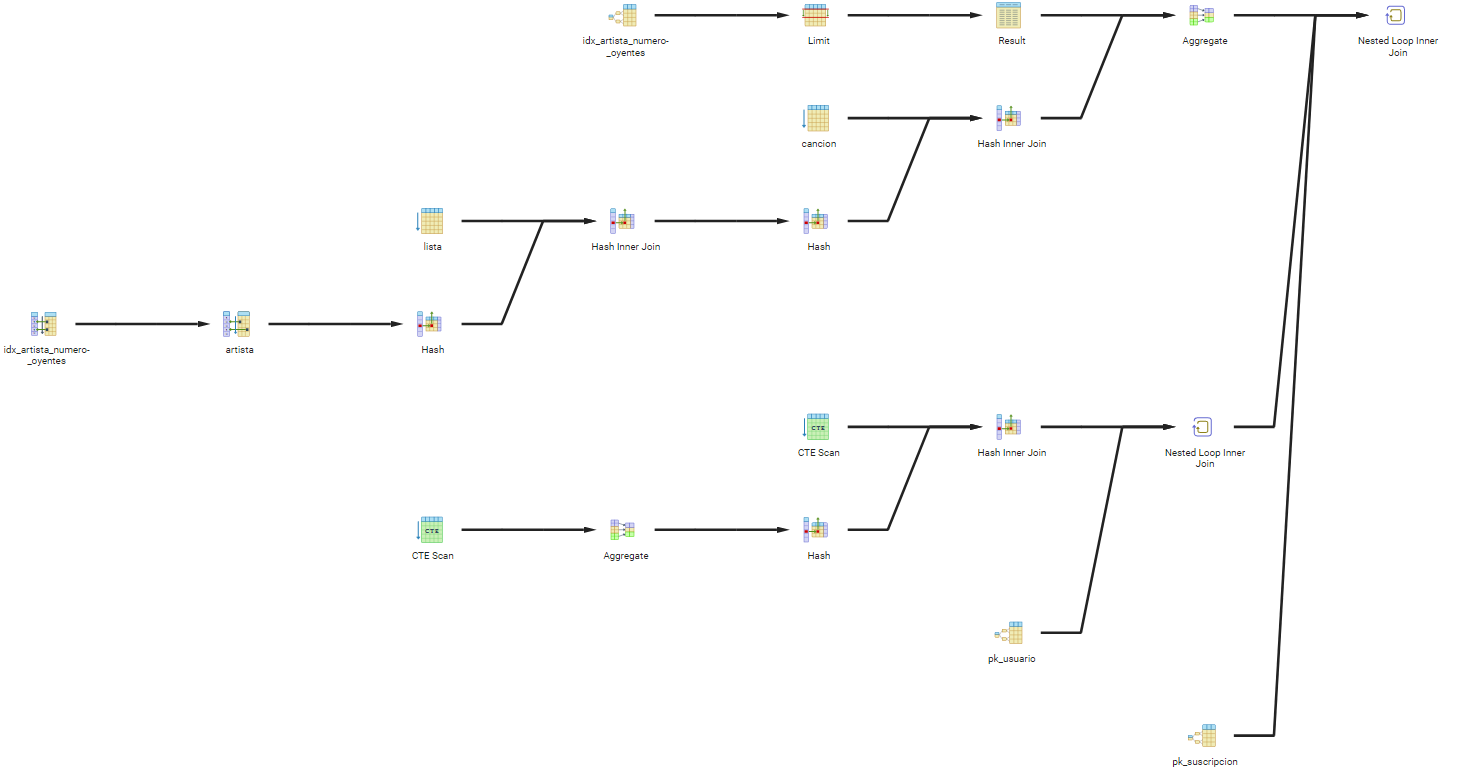 idx_artista_numero-
_oyentes
Limit
Result
Aggregate
Nested Loop Inner
Join
cancion
Hash Inner Join
lista
Hash Inner Join
Hash
idx_artista_numero-
_oyentes
artista
Hash
CTE
CTE Scan
Hash Inner Join
Nested Loop Inner
Join
CTE
CTE Scan
Aggregate
Hash
pk_usuario
pk_suscripcion